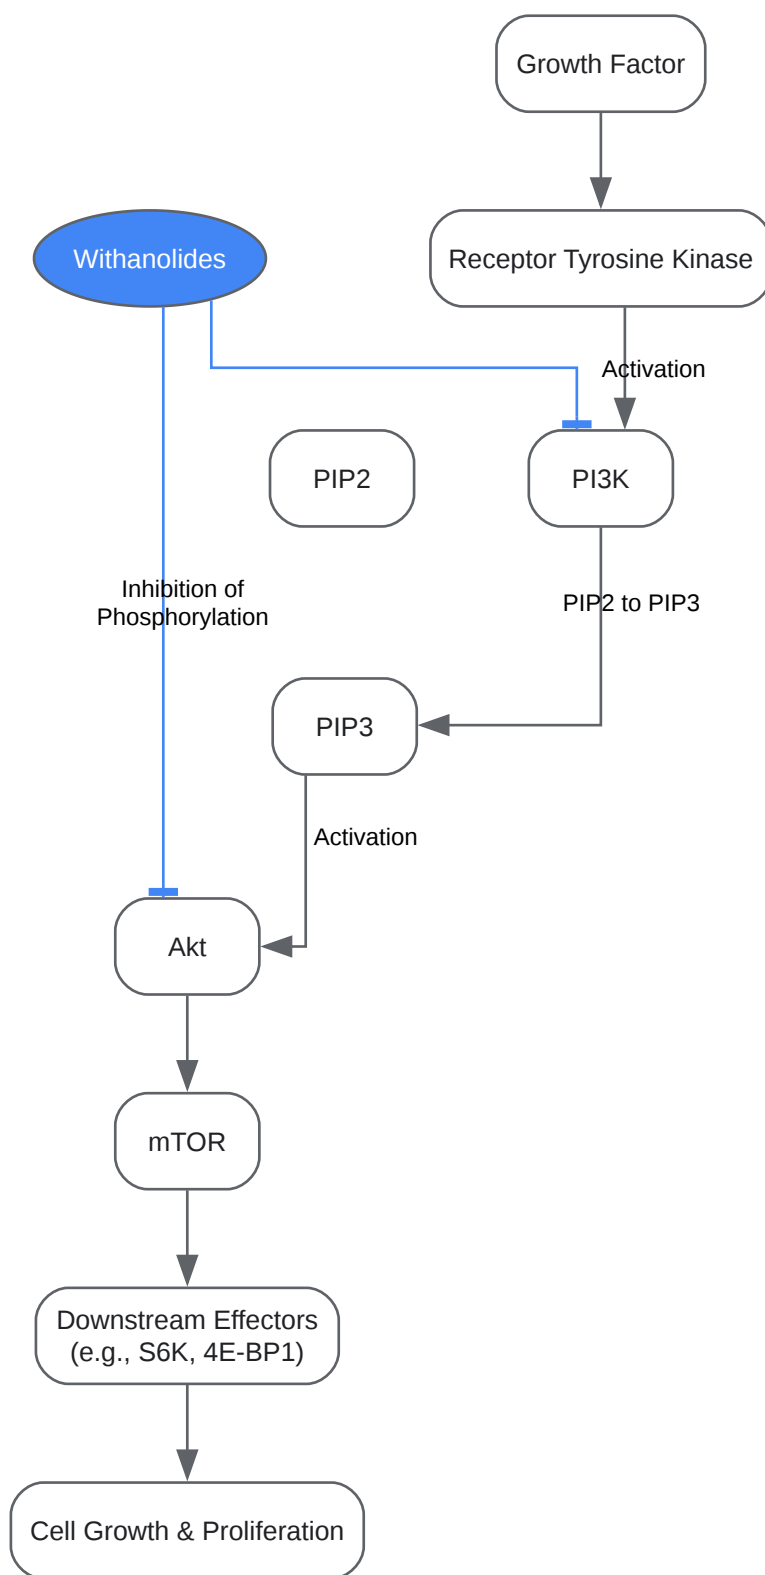 Growth Factor
Withanolides
Receptor Tyrosine Kinase
Activation
PIP2
PI3K
Inhibition of
Phosphorylation
PIP2 to PIP3
PIP3
Activation
Akt
mTOR
Downstream Effectors
(e.g., S6K, 4E-BP1)
Cell Growth & Proliferation